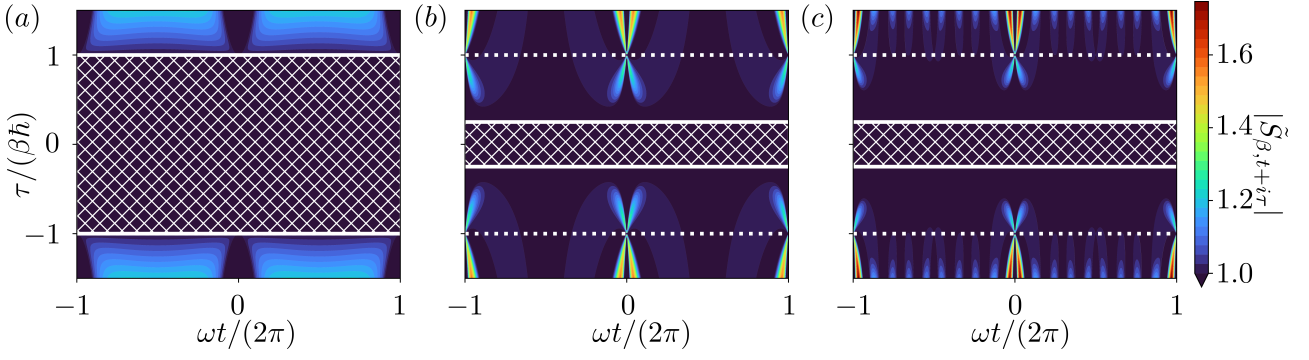 (a) (b) (c)
1 0 −1
τ/(βℏ)
−1 0 1
ωt/(2π)
−1 0 1
ωt/(2π)
−1 0 1
ωt/(2π)
1.6
1.4
1.2
1.0
|S̃β,t+iτ|